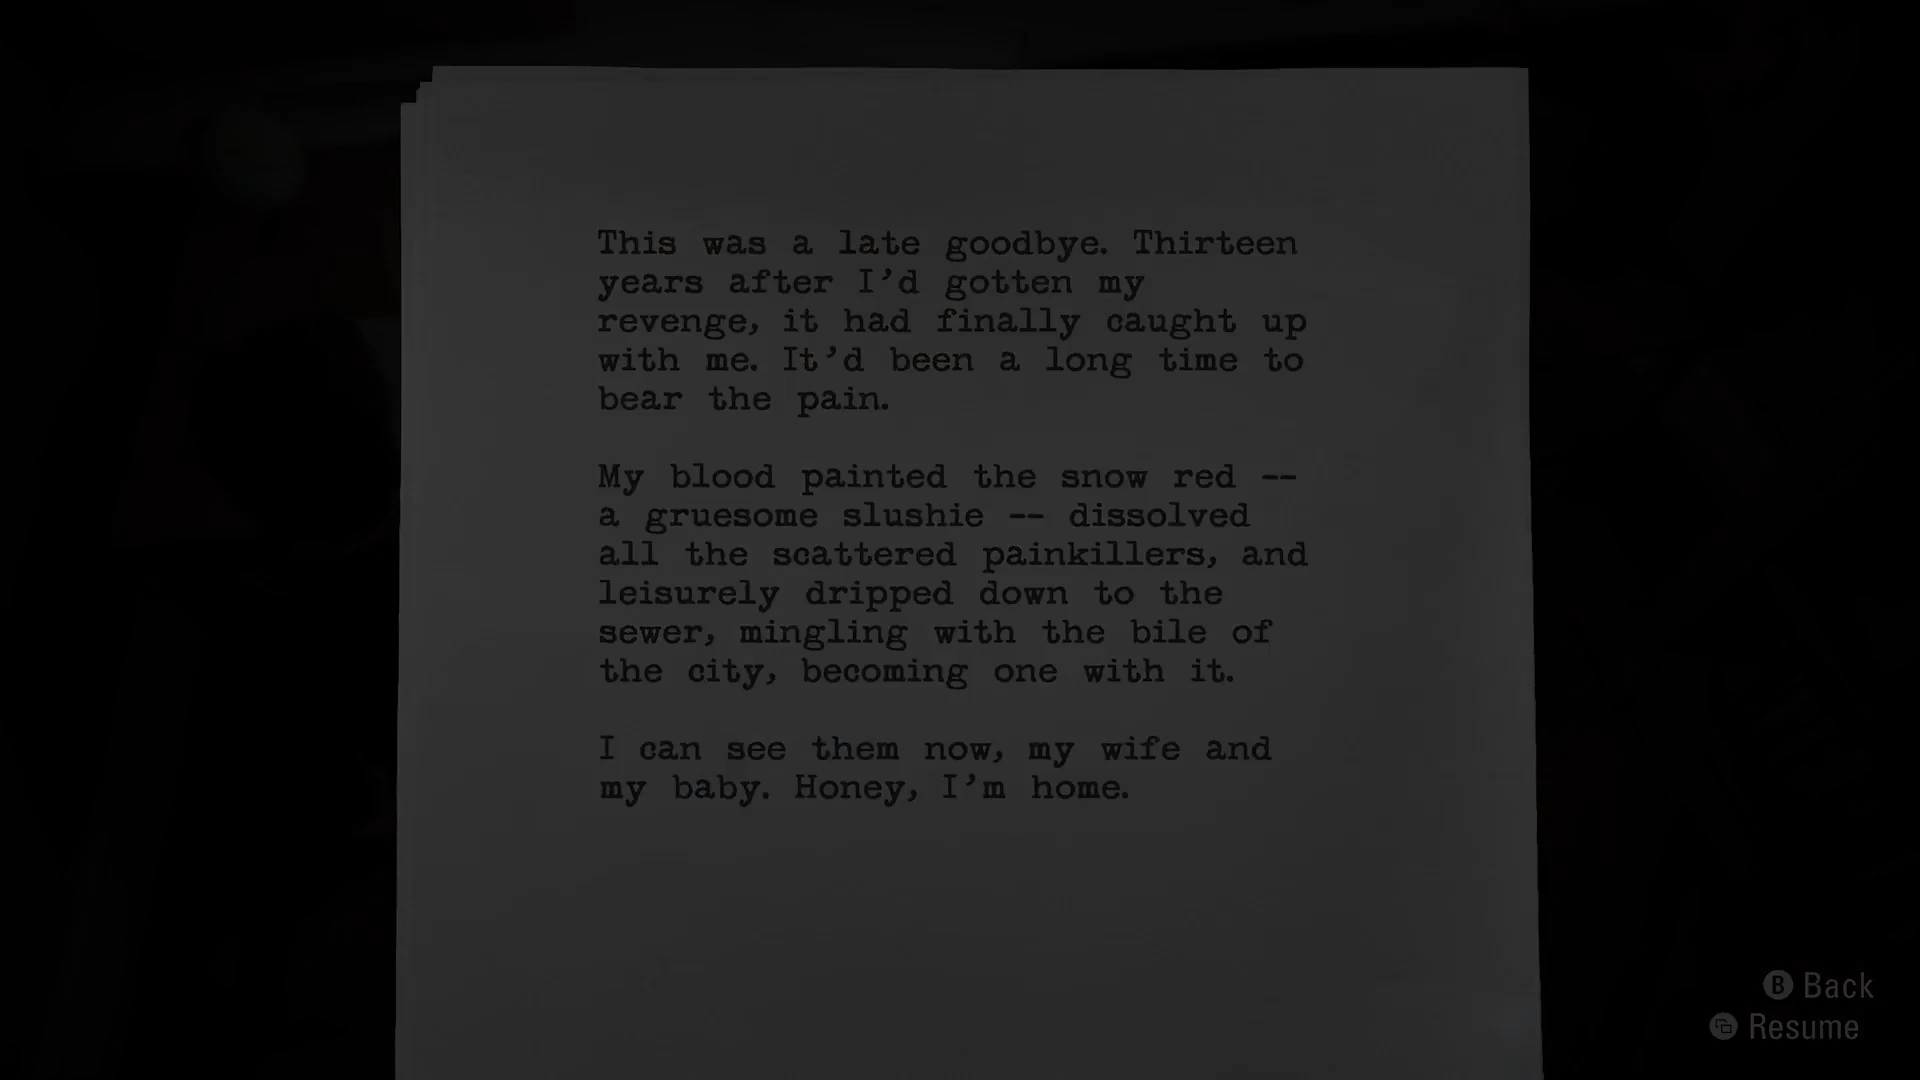 This was a late goodbye. Thirteen
years after I’d gotten my
revenge, it had finally caught up
with me. It’d been a long time to
bear the pain.
My blood painted the snow red --
a gruesome slushie -- dissolved
all the scattered painkillers, and
leisurely dripped down to the
sewer, mingling with the bile of
the city, becoming one with it.
I can see them now, my wife and
my baby. Honey, I’m home.
B Back
Resume